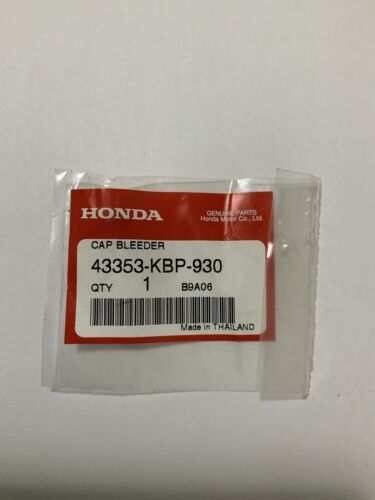 HONDA
GENUINE PARTS
Honda Motor Co., Ltd.
CAP BLEEDER
43353-KBP-930
QTY 1 B9A06
Made in THAILAND